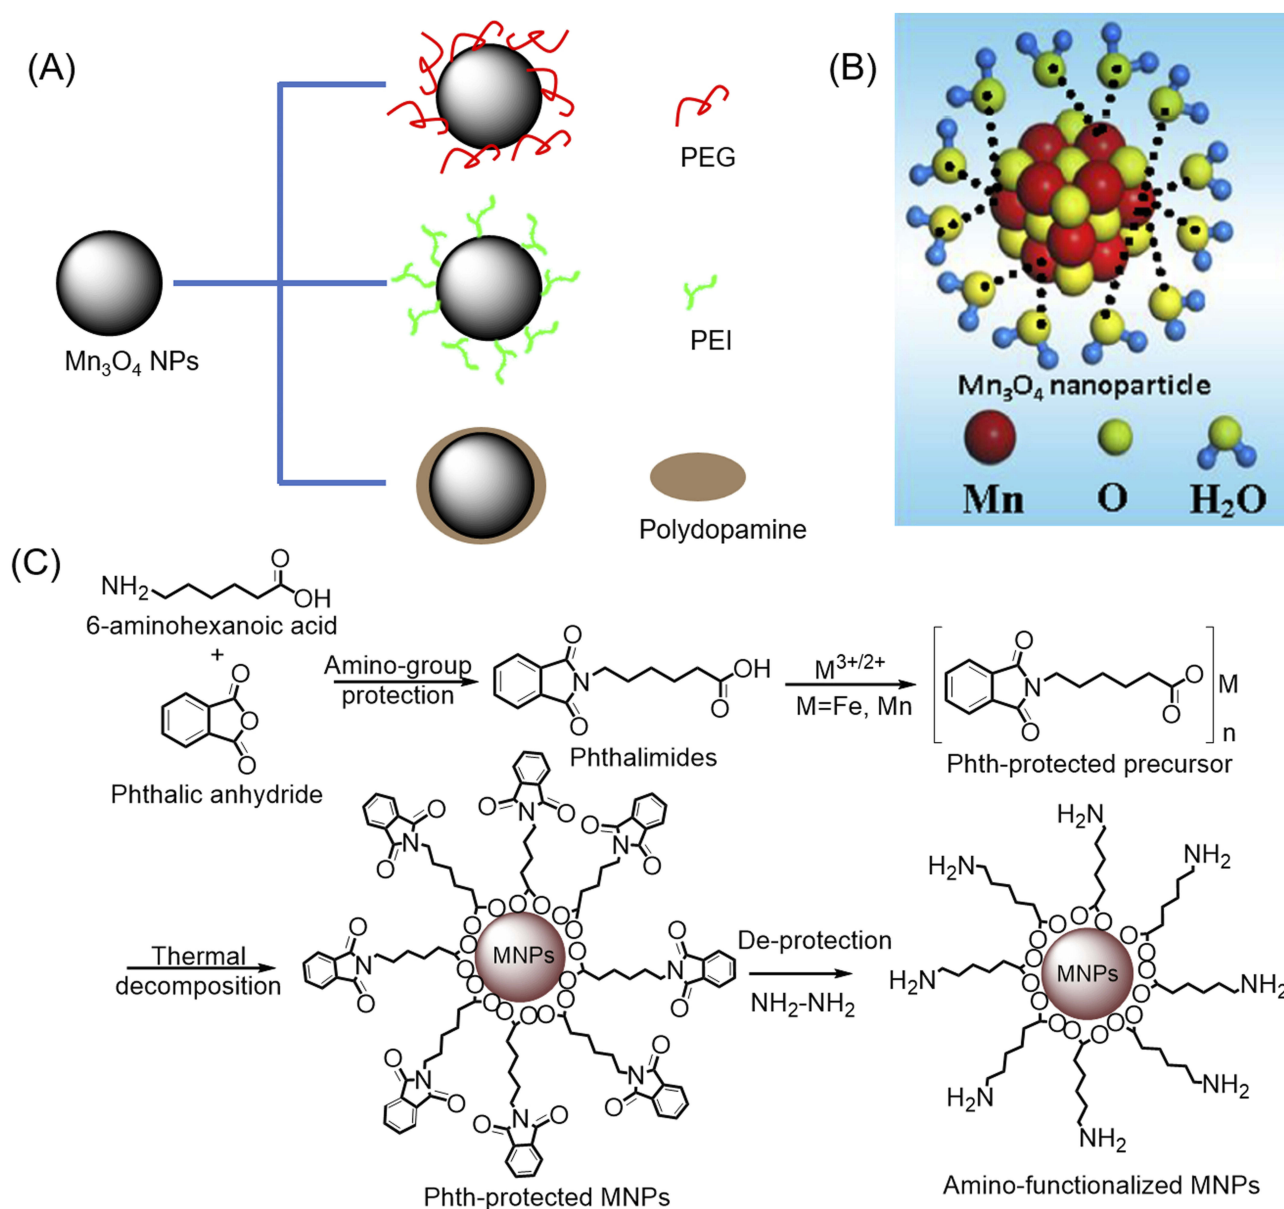 (A)
PEG
PEI
Mn3O4 NPs
Polydopamine
(B)
Mn3O4 nanoparticle
Mn
O
H2O
(C)
NH2
O
OH
6-aminohexanoic acid
+
O
O
O
Phthalic anhydride
Amino-group
protection
O
N
O
OH
O
Phthalimides
M3+/2+
M=Fe, Mn
O
N
O
O
O
M
n
Phth-protected precursor
Thermal
decomposition
O
N
O
O
N
O
O
N
O
O
N
O
O
N
O
O
N
O
O
N
O
O
N
O
O O
O O
O O
O O
O O
O O
O O
O O
MNPs
Phth-protected MNPs
De-protection
NH2-NH2
H2N
H2N
NH2
H2N
NH2
H2N
NH2
NH2
O O
O O
O O
O O
O O
O O
O O
O O
MNPs
Amino-functionalized MNPs